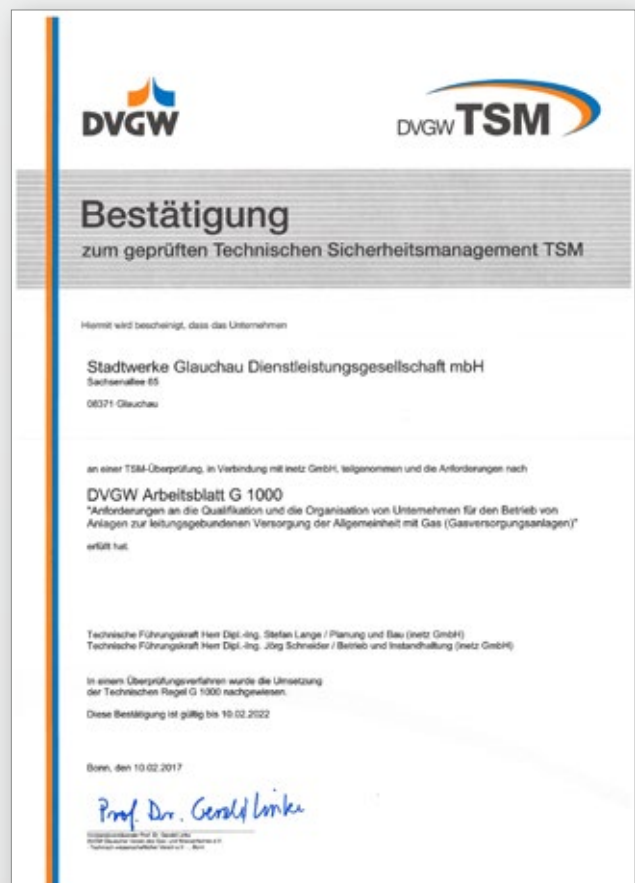 DVGW
DVGW TSM
Bestätigung
zum geprüften Technischen Sicherheitsmanagement TSM
Hiermit wird bescheinigt, dass das Unternehmen
Stadtwerke Glauchau Dienstleistungsgesellschaft mbH
Sachsenallee 65
08371 Glauchau
an einer TSM-Überprüfung, in Verbindung mit inetz GmbH, teilgenommen und die Anforderungen nach
DVGW Arbeitsblatt G 1000
"Anforderungen an die Qualifikation und die Organisation von Unternehmen für den Betrieb von
Anlagen zur leitungsgebundenen Versorgung der Allgemeinheit mit Gas (Gasversorgungsanlagen)"
erfüllt hat.
Technische Führungskraft Herr Dipl.-Ing. Stefan Lange / Planung und Bau (inetz GmbH)
Technische Führungskraft Herr Dipl.-Ing. Jörg Schneider / Betrieb und Instandhaltung (inetz GmbH)
In einem Überprüfungsverfahren wurde die Umsetzung
der Technischen Regel G 1000 nachgewiesen.
Diese Bestätigung ist gültig bis 10.02.2022
Bonn, den 10.02.2017
Prof. Dr. Gerald Linke